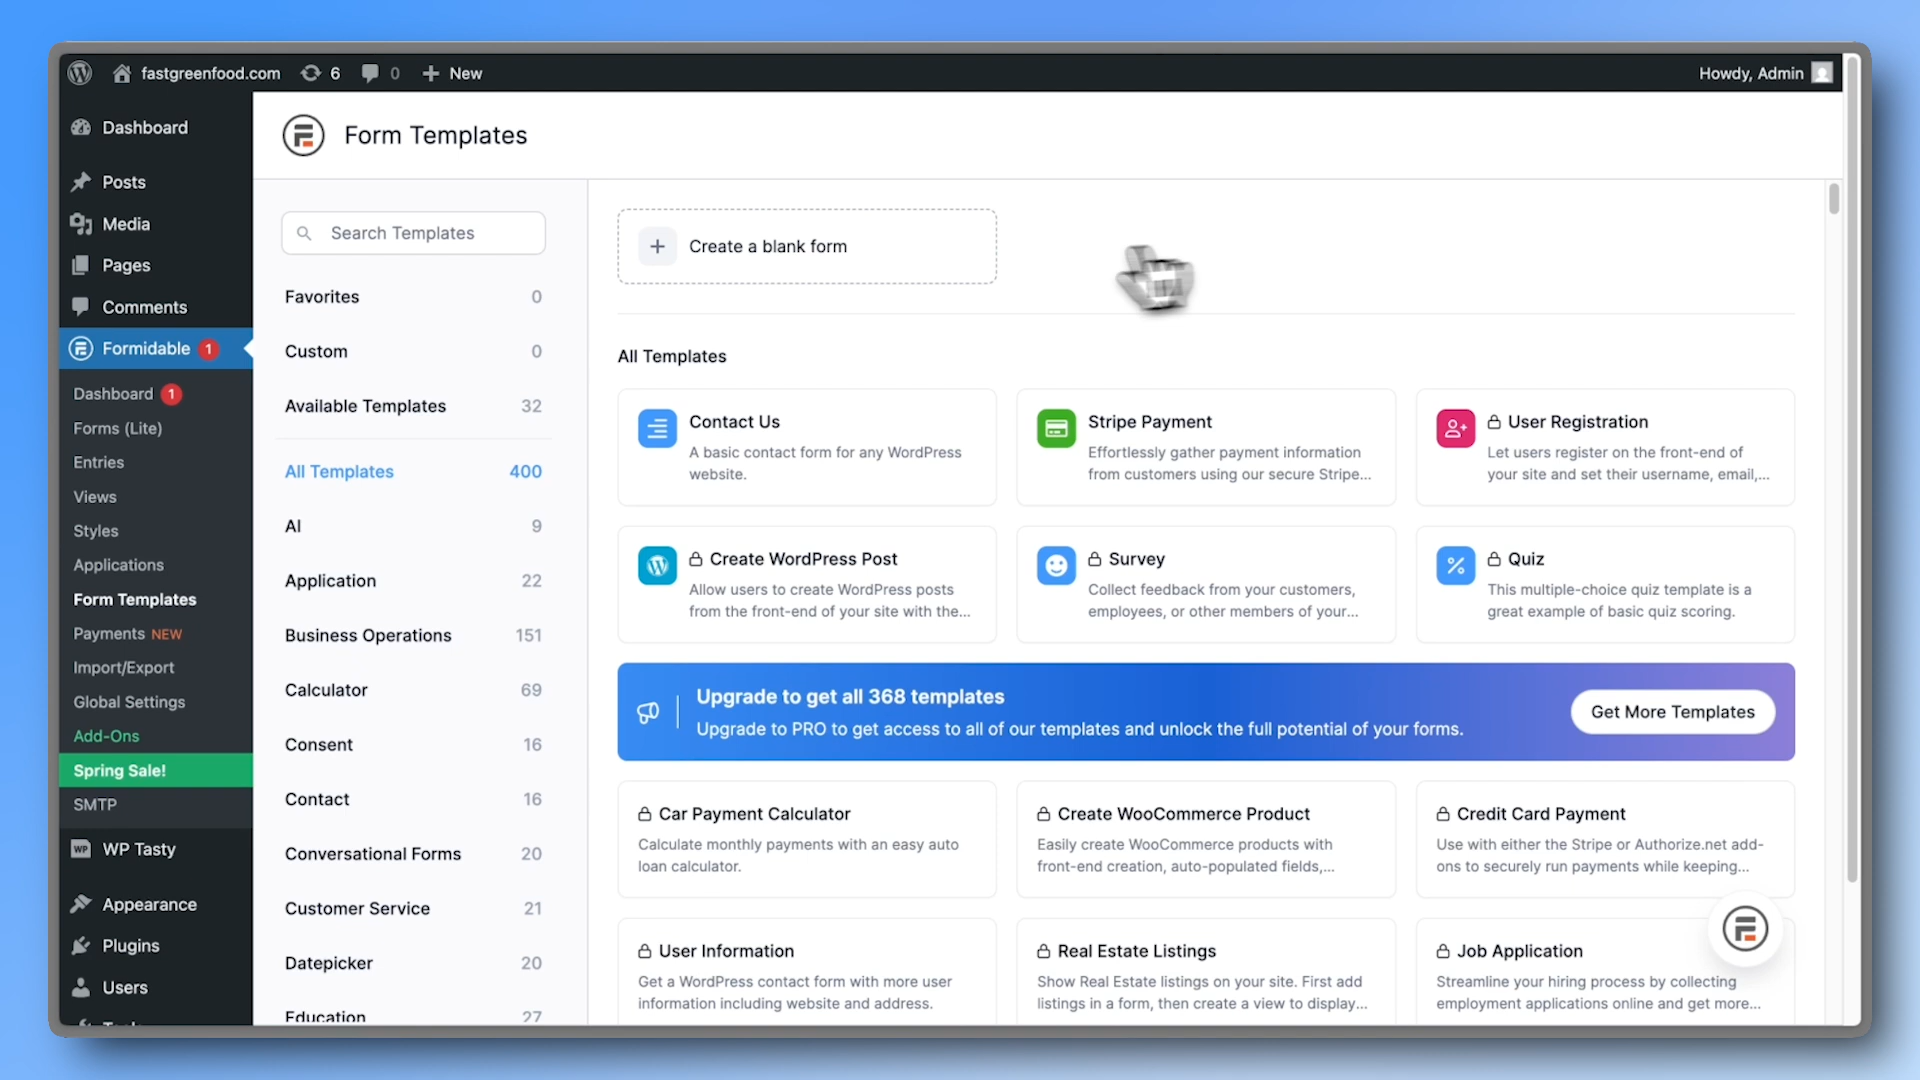 fastgreenfood.com
6
0
New
Howdy, Admin
Dashboard
Posts
Media
Pages
Comments
Formidable 1
Dashboard 1
Forms (Lite)
Entries
Views
Styles
Applications
Form Templates
Payments NEW
Import/Export
Global Settings
Add-Ons
Spring Sale!
SMTP
WP Tasty
Appearance
Plugins
Users
Form Templates
Search Templates
Favorites 0
Custom 0
Available Templates 32
All Templates 400
AI 9
Application 22
Business Operations 151
Calculator 69
Consent 16
Contact 16
Conversational Forms 20
Customer Service 21
Datepicker 20
Education 27
Create a blank form
All Templates
Contact Us
A basic contact form for any WordPress
website.
Stripe Payment
Effortlessly gather payment information
from customers using our secure Stripe...
User Registration
Let users register on the front-end of
your site and set their username, email,...
Create WordPress Post
Allow users to create WordPress posts
from the front-end of your site with the...
Survey
Collect feedback from your customers,
employees, or other members of your...
Quiz
This multiple-choice quiz template is a
great example of basic quiz scoring.
Upgrade to get all 368 templates
Upgrade to PRO to get access to all of our templates and unlock the full potential of your forms.
Get More Templates
Car Payment Calculator
Calculate monthly payments with an easy auto
loan calculator.
Create WooCommerce Product
Easily create WooCommerce products with
front-end creation, auto-populated fields,...
Credit Card Payment
Use with either the Stripe or Authorize.net add-
ons to securely run payments while keeping...
User Information
Get a WordPress contact form with more user
information including website and address.
Real Estate Listings
Show Real Estate listings on your site. First add
listings in a form, then create a view to display...
Job Application
Streamline your hiring process by collecting
employment applications online and get more...